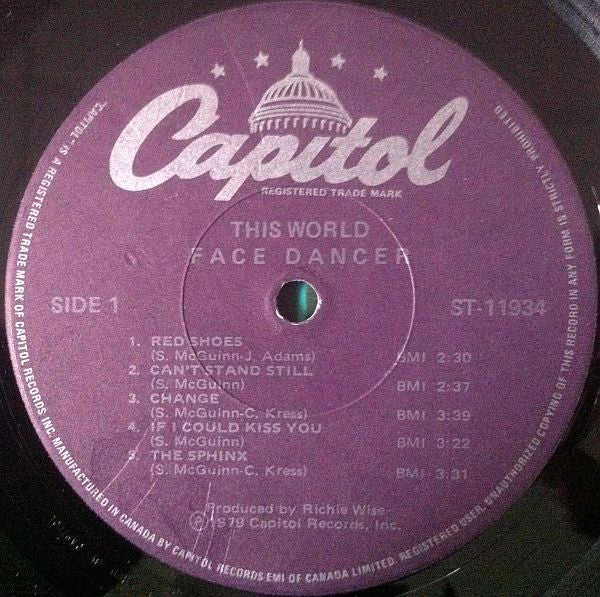 Capitol
REGISTERED TRADE MARK
THIS WORLD
FACE DANCER
SIDE 1
ST-11934
1. RED SHOES
(S. McGuinn-J. Adams) BMI 2:30
2. CAN'T STAND STILL
(S. McGuinn) BMI 2:37
3. CHANGE
(S. McGuinn-C. Kress) BMI 3:39
4. IF I COULD KISS YOU
(S. McGuinn) BMI 3:22
5. THE SPHINX
(S. McGuinn-C. Kress) BMI 3.31
Produced by Richie Wise
℗1979 Capitol Records, Inc.
"CAPITOL" IS A REGISTERED TRADE MARK OF CAPITOL RECORDS INC. MANUFACTURED IN CANADA BY CAPITOL RECORDS-EMI OF CANADA LIMITED. REGISTERED USER. UNAUTHORIZED COPYING OF THIS RECORD IN ANY FORM IS STRICTLY PROHIBITED